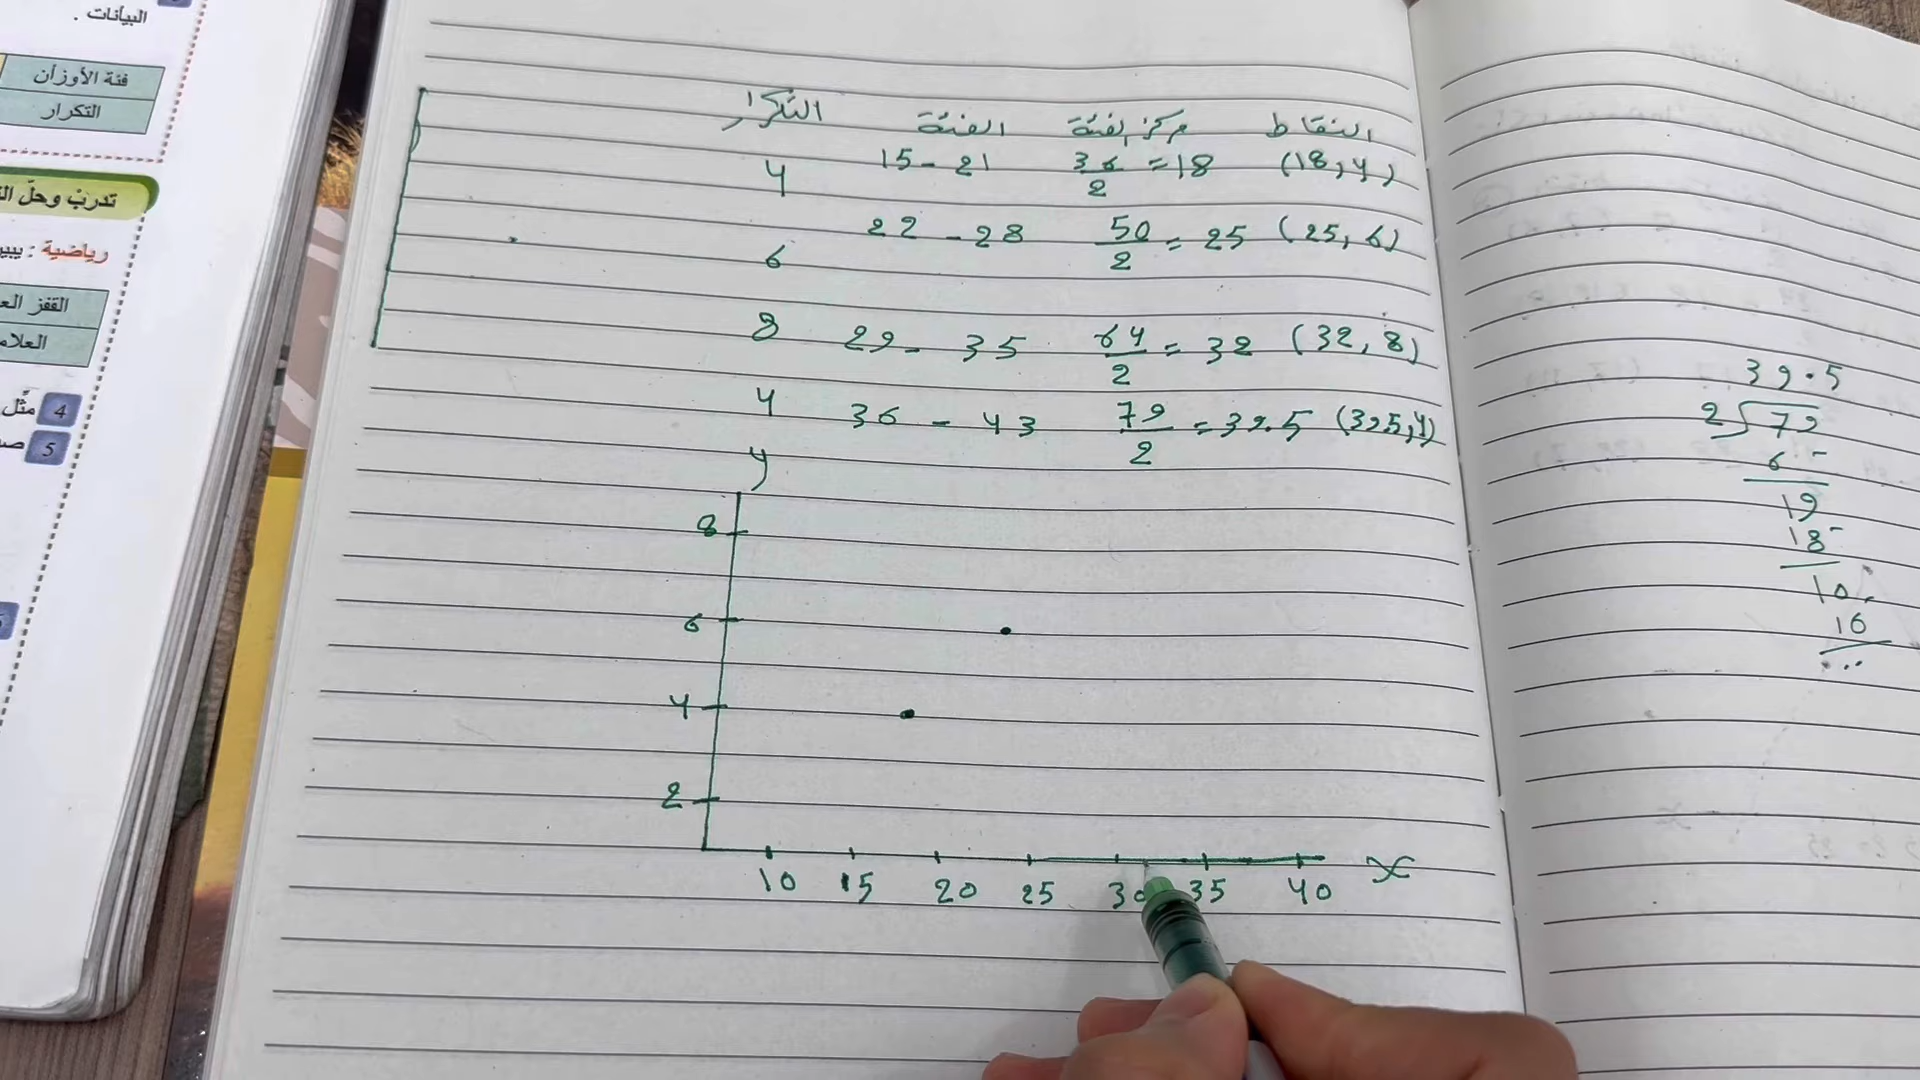 البيانات .
فئة الأوزان
التكرار
تدرب وحلّ
رياضية :
4 مثّل
5
التكرار الفئة مركز الفئة النقاط
4 15 - 21 36/2 = 18 (18, 4)
6 22 - 28 50/2 = 25 (25, 6)
8 29 - 35 64/2 = 32 (32, 8)
4 36 - 43 79/2 = 39.5 (39.5, 4)
y
8
6
4
2
10 15 20 25 30 35 40 x
39.5
2 79
6 -
19
18 -
10
10
...